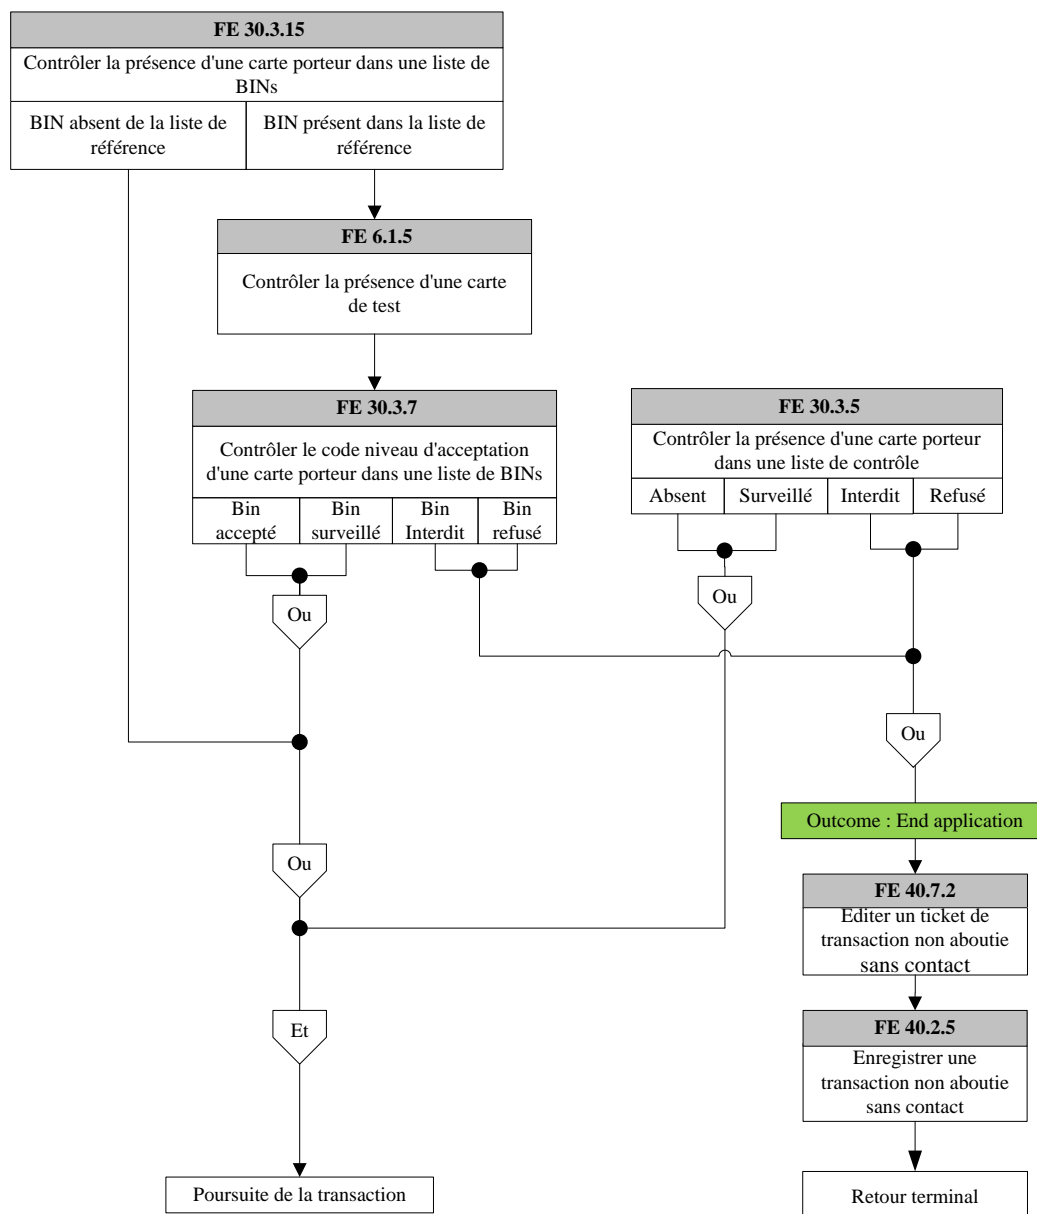 FE 30.3.15
Contrôler la présence d'une carte porteur dans une liste de
BINs
BIN absent de la liste de
référence
BIN présent dans la liste de
référence
FE 6.1.5
Contrôler la présence d'une carte
de test
FE 30.3.7
Contrôler le code niveau d'acceptation
d'une carte porteur dans une liste de BINs
Bin
accepté
Bin
surveillé
Bin
Interdit
Bin
refusé
FE 30.3.5
Contrôler la présence d'une carte porteur
dans une liste de contrôle
Absent
Surveillé
Interdit
Refusé
Ou
Ou
Ou
Outcome : End application
Ou
FE 40.7.2
Editer un ticket de
transaction non aboutie
sans contact
Et
FE 40.2.5
Enregistrer une
transaction non aboutie
sans contact
Poursuite de la transaction
Retour terminal